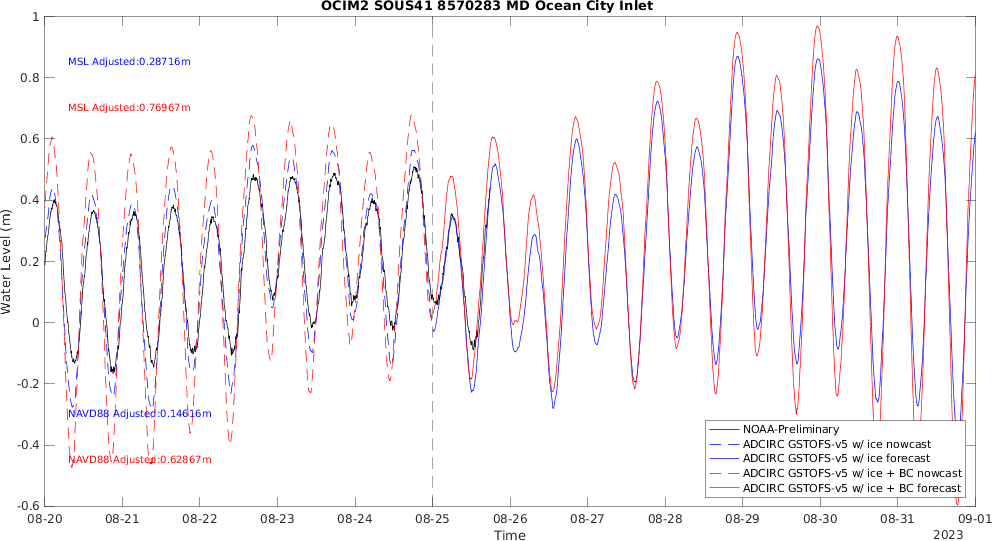 OCIM2 SOUS41 8570283 MD Ocean City Inlet
1
MSL Adjusted:0.28716m
0.8
MSL Adjusted:0.76967m
0.6
0.4
Water Level (m)
0.2
0
-0.2
NAVD88 Adjusted:0.14616m
-0.4
NAVD88 Adjusted:0.62867m
-0.6
NOAA-Preliminary
ADCIRC GSTOFS-v5 w/ ice nowcast
ADCIRC GSTOFS-v5 w/ ice forecast
ADCIRC GSTOFS-v5 w/ ice + BC nowcast
ADCIRC GSTOFS-v5 w/ ice + BC forecast
08-20 08-21 08-22 08-23 08-24 08-25 08-26 08-27 08-28 08-29 08-30 08-31 09-01
Time
2023